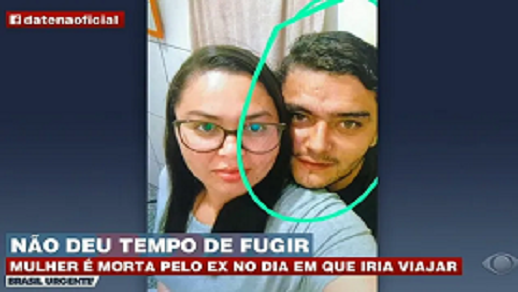 datenaoficial
NÃO DEU TEMPO DE FUGIR
MULHER É MORTA PELO EX NO DIA EM QUE IRIA VIAJAR
BRASIL URGENTE